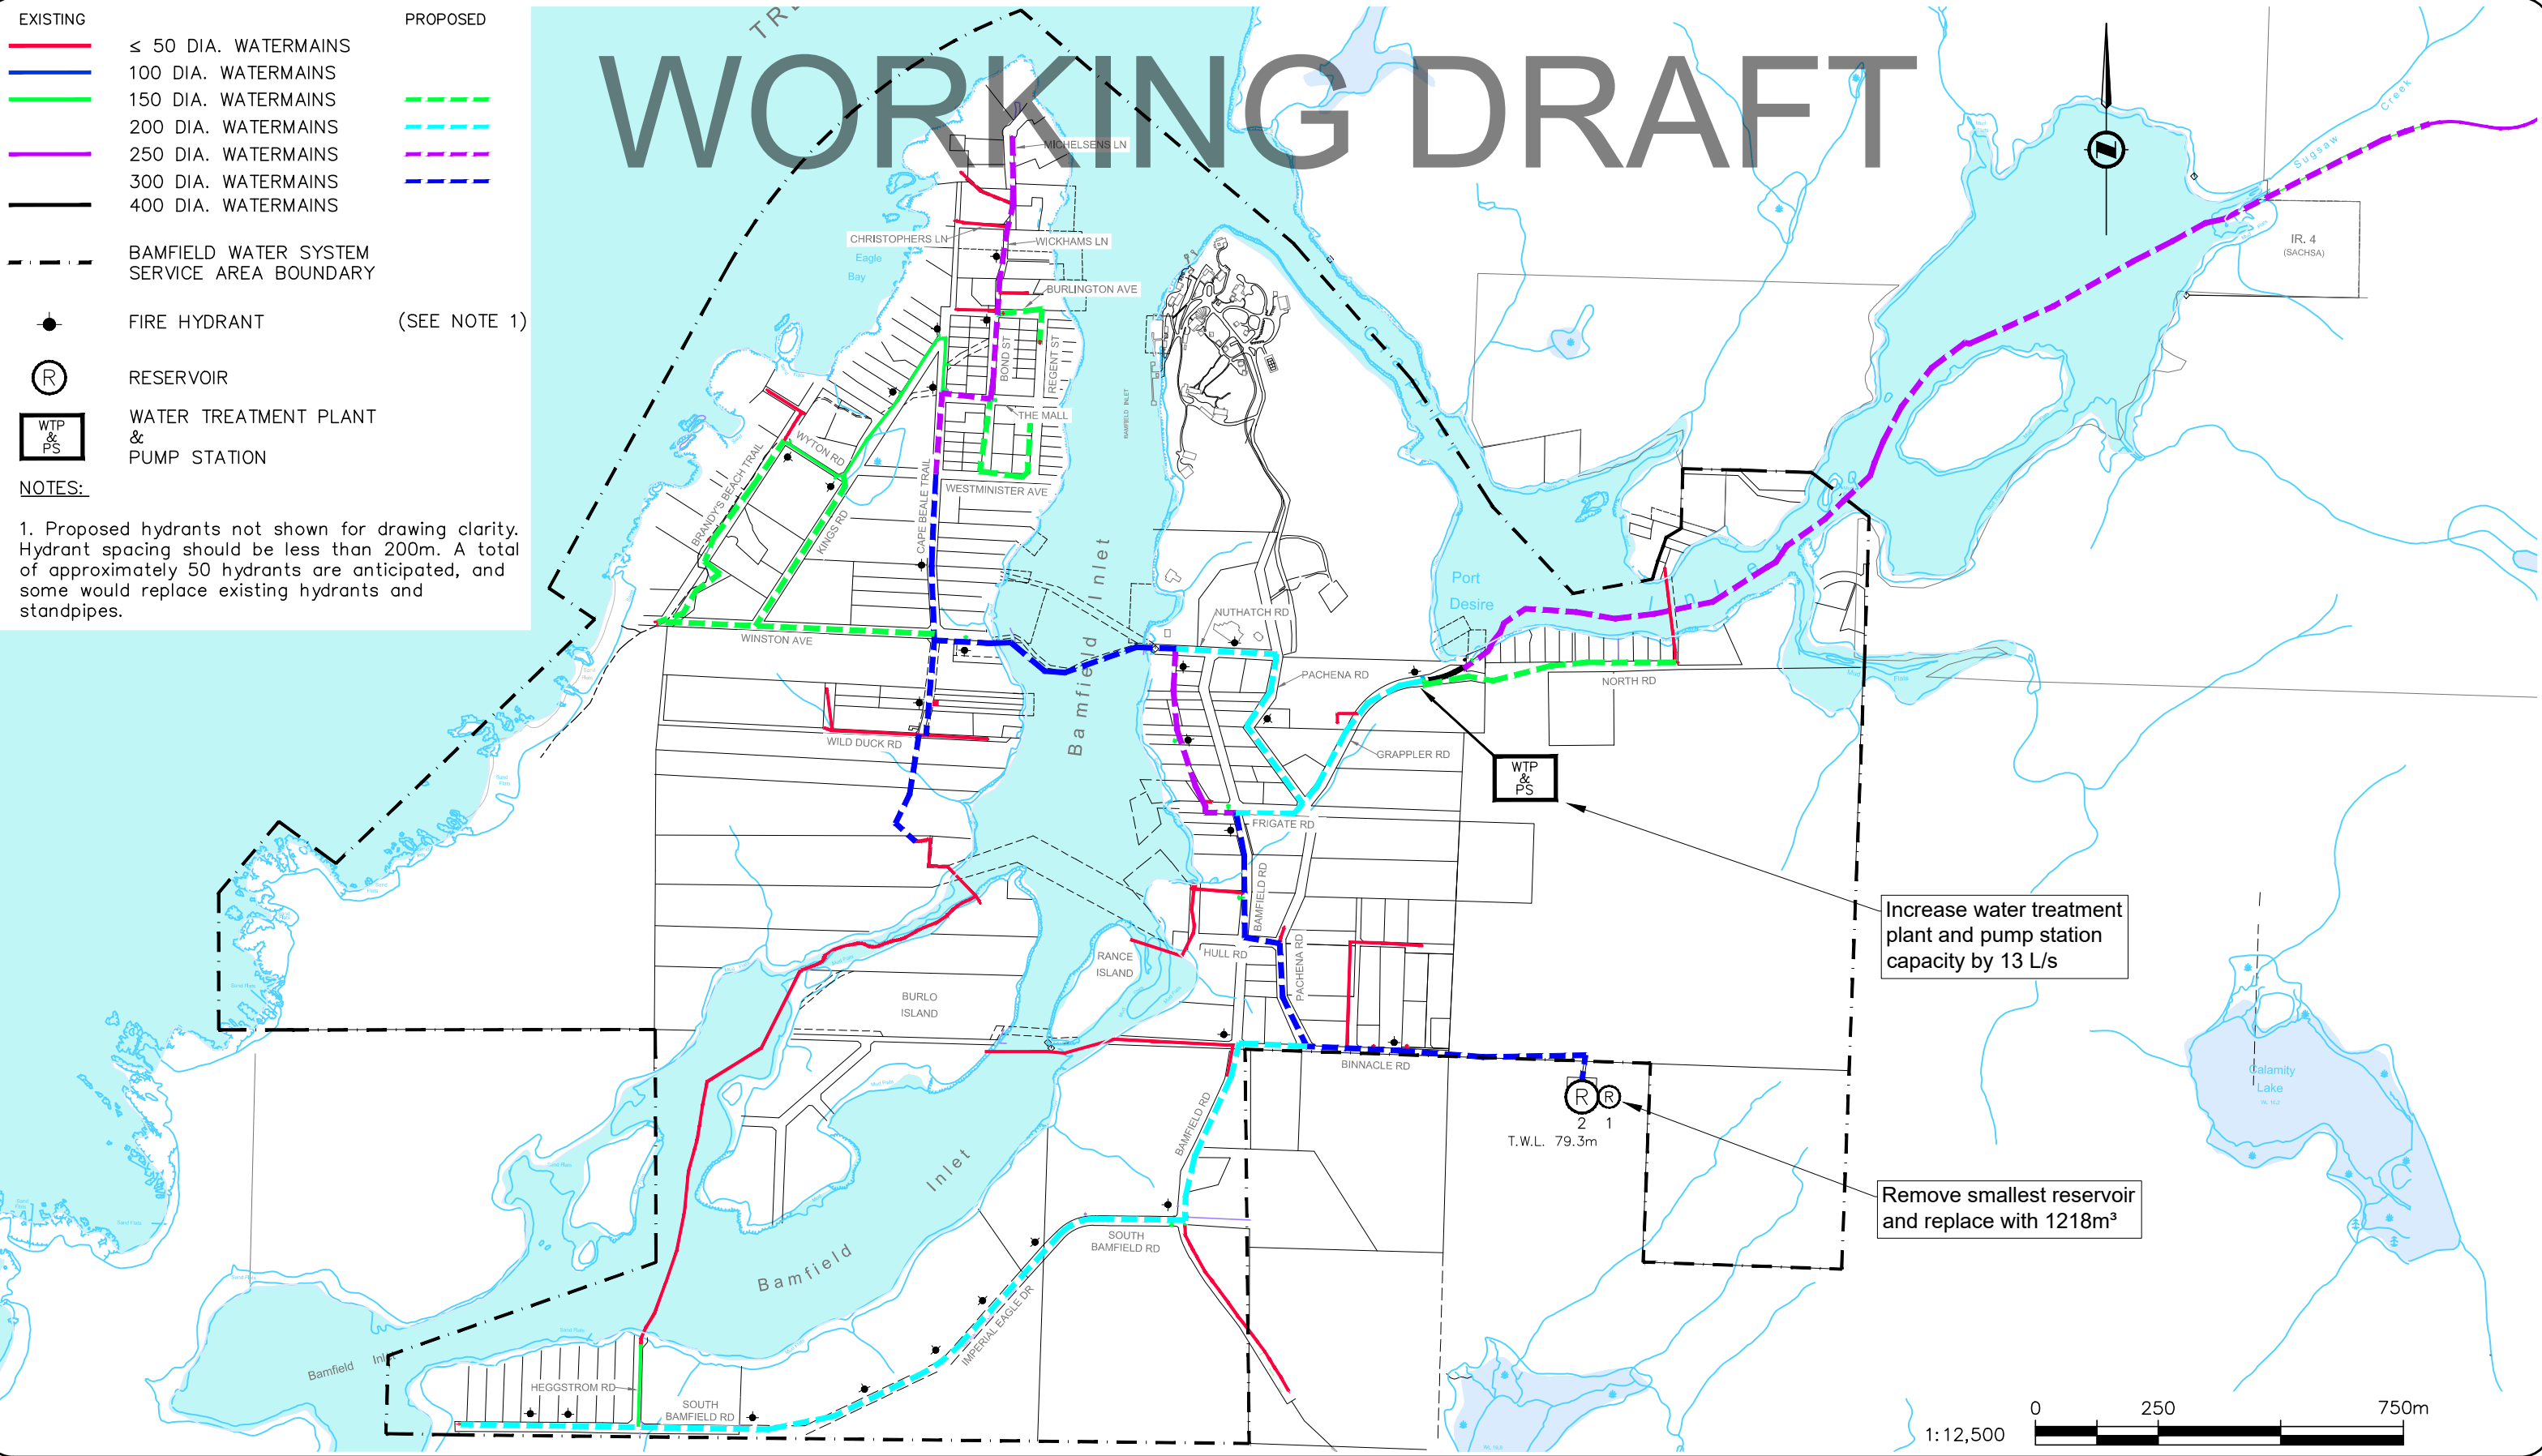 EXISTING
PROPOSED
≤ 50 DIA. WATERMAINS
100 DIA. WATERMAINS
150 DIA. WATERMAINS
200 DIA. WATERMAINS
250 DIA. WATERMAINS
300 DIA. WATERMAINS
400 DIA. WATERMAINS
BAMFIELD WATER SYSTEM
SERVICE AREA BOUNDARY
FIRE HYDRANT
(SEE NOTE 1)
R
RESERVOIR
WTP
&
PS
WATER TREATMENT PLANT
&
PUMP STATION
NOTES:
1. Proposed hydrants not shown for drawing clarity.
Hydrant spacing should be less than 200m. A total
of approximately 50 hydrants are anticipated, and
some would replace existing hydrants and
standpipes.
WORKING DRAFT
MICHELSENS LN
CHRISTOPHERS LN
WICKHAMS LN
Eagle
Bay
BURLINGTON AVE
BOND ST
REGENT ST
THE MALL
BAMFIELD INLET
WYTON RD
BRANDY'S BEACH TRAIL
KINGS RD
CAPE BEALE TRAIL
WESTMINISTER AVE
WINSTON AVE
WILD DUCK RD
Bamfield Inlet
NUTHATCH RD
PACHENA RD
GRAPPLER RD
FRIGATE RD
BAMFIELD RD
HULL RD
PACHENA RD
RANCE
ISLAND
BURLO
ISLAND
BINNACLE RD
Port
Desire
Inlet
NORTH RD
Sugsaw Creek
IR. 4
(SACHSA)
WTP
&
PS
Increase water treatment
plant and pump station
capacity by 13 L/s
R
R
2 1
T.W.L. 79.3m
Remove smallest reservoir
and replace with 1218m³
Calamity
Lake
BAMFIELD RD
SOUTH
BAMFIELD RD
IMPERIAL EAGLE DR
Bamfield Inlet
Bamfield Inlet
HEGGSTROM RD
SOUTH
BAMFIELD RD
0 250 750m
1:12,500